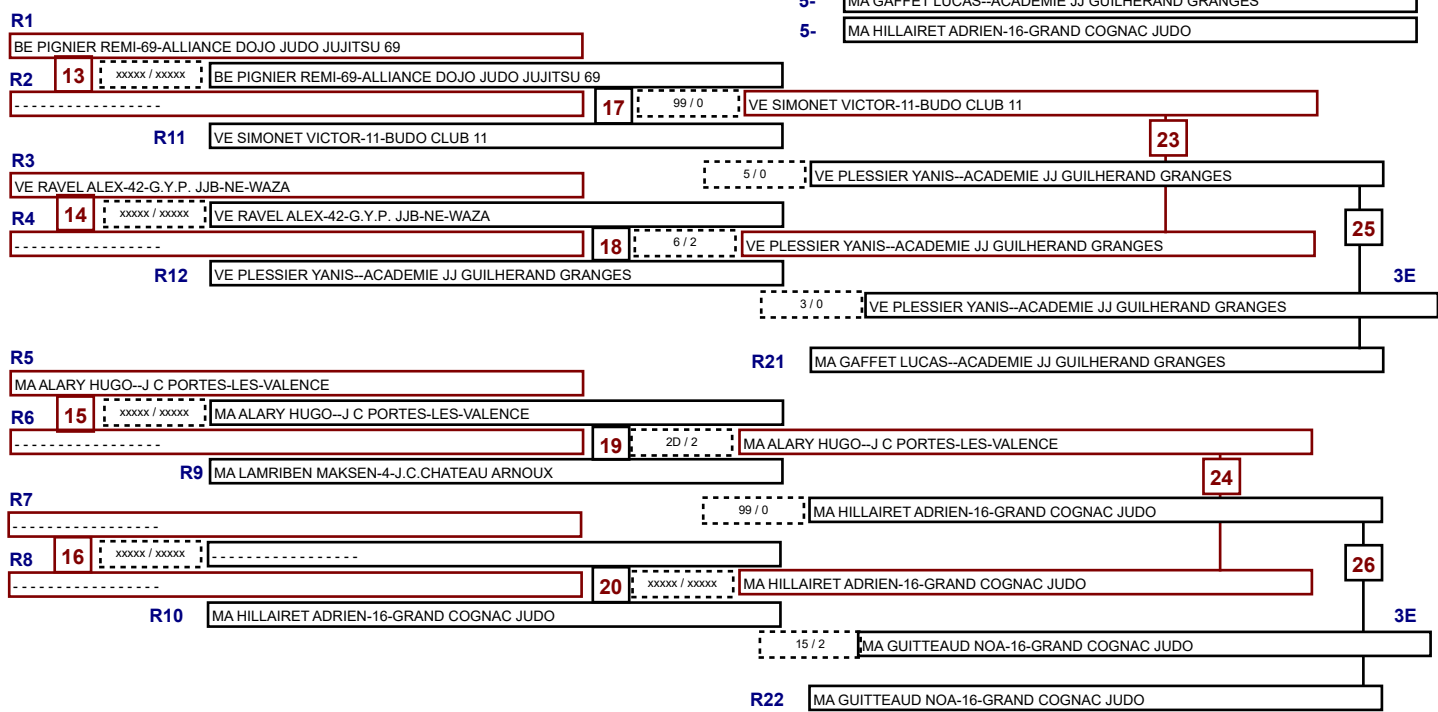 5- MA GAFFET LUCAS--ACADEMIE JJ GUILHERAND GRANGES
R1
5- MA HILLAIRET ADRIEN-16-GRAND COGNAC JUDO
BE PIGNIER REMI-69-ALLIANCE DOJO JUDO JUJITSU 69
R2 13 xxxxx / xxxxx BE PIGNIER REMI-69-ALLIANCE DOJO JUDO JUJITSU 69
- - - - - - - - - - - - - - - - - 17 99 / 0 VE SIMONET VICTOR-11-BUDO CLUB 11
R11 VE SIMONET VICTOR-11-BUDO CLUB 11 23
R3
5 / 0 VE PLESSIER YANIS--ACADEMIE JJ GUILHERAND GRANGES
VE RAVEL ALEX-42-G.Y.P. JJB-NE-WAZA
R4 14 xxxxx / xxxxx VE RAVEL ALEX-42-G.Y.P. JJB-NE-WAZA 25
- - - - - - - - - - - - - - - - - 18 6 / 2 VE PLESSIER YANIS--ACADEMIE JJ GUILHERAND GRANGES
R12 VE PLESSIER YANIS--ACADEMIE JJ GUILHERAND GRANGES 3E
3 / 0 VE PLESSIER YANIS--ACADEMIE JJ GUILHERAND GRANGES
R5
R21 MA GAFFET LUCAS--ACADEMIE JJ GUILHERAND GRANGES
MA ALARY HUGO--J C PORTES-LES-VALENCE
R6 15 xxxxx / xxxxx MA ALARY HUGO--J C PORTES-LES-VALENCE
- - - - - - - - - - - - - - - - - 19 2D / 2 MA ALARY HUGO--J C PORTES-LES-VALENCE
R9 MA LAMRIBEN MAKSEN-4-J.C.CHATEAU ARNOUX 24
R7
99 / 0 MA HILLAIRET ADRIEN-16-GRAND COGNAC JUDO
- - - - - - - - - - - - - - - - -
R8 16 xxxxx / xxxxx - - - - - - - - - - - - - - - - - 26
- - - - - - - - - - - - - - - - - 20 xxxxx / xxxxx MA HILLAIRET ADRIEN-16-GRAND COGNAC JUDO
R10 MA HILLAIRET ADRIEN-16-GRAND COGNAC JUDO 3E
15 / 2 MA GUITTEAUD NOA-16-GRAND COGNAC JUDO
R22 MA GUITTEAUD NOA-16-GRAND COGNAC JUDO